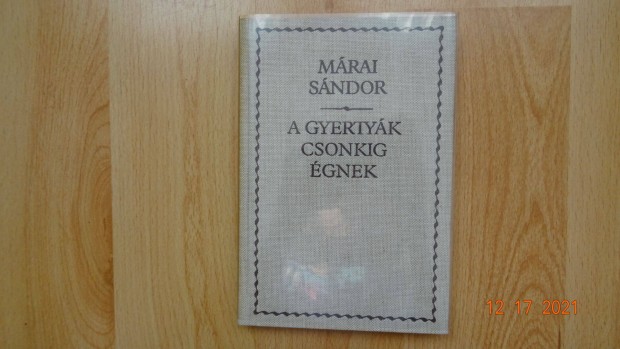 MÁRAI
SÁNDOR
A GYERTYÁK
CSONKIG
ÉGNEK
12 17 2021